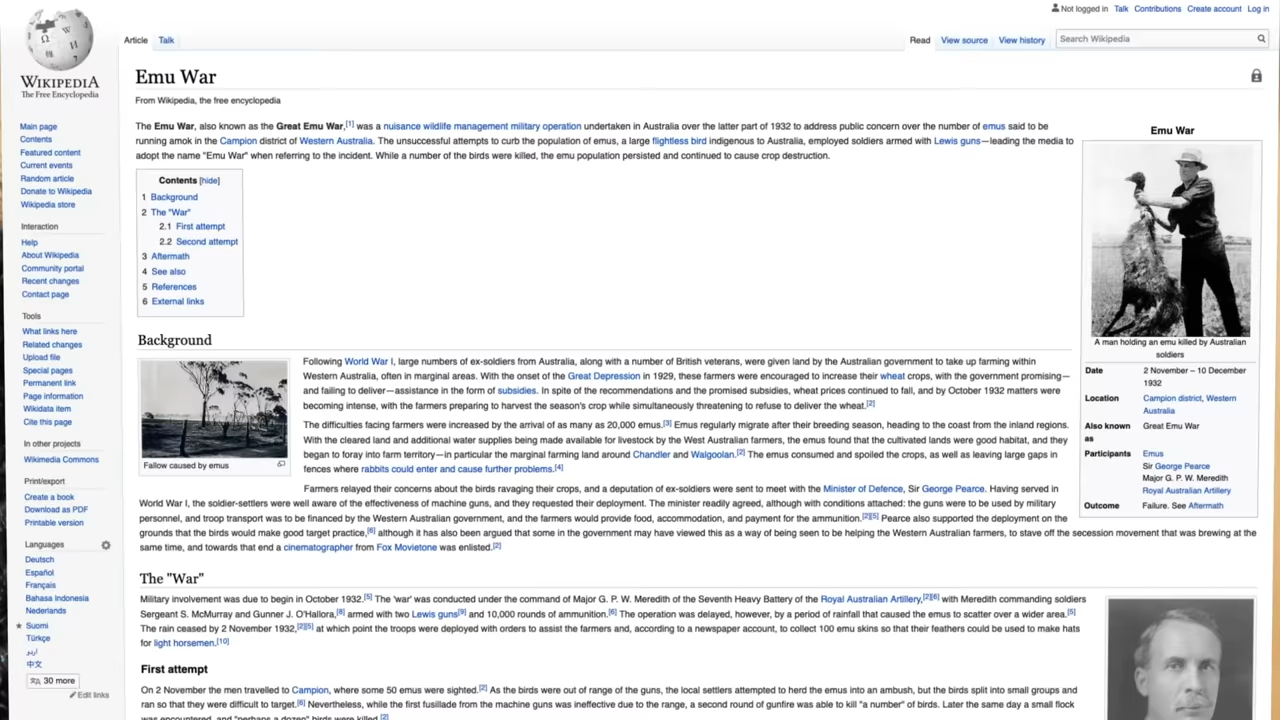 Not logged in Talk Contributions Create account Log in
Article Talk
Read View source View history
Search Wikipedia
WIKIPEDIA
The Free Encyclopedia
Main page
Contents
Featured content
Current events
Random article
Donate to Wikipedia
Wikipedia store
Interaction
Help
About Wikipedia
Community portal
Recent changes
Contact page
Tools
What links here
Related changes
Upload file
Special pages
Permanent link
Page information
Wikidata item
Cite this page
In other projects
Wikimedia Commons
Print/export
Create a book
Download as PDF
Printable version
Languages
Deutsch
Español
Français
Bahasa Indonesia
Nederlands
Suomi
Türkçe
اردو
中文
30 more
Edit links
Emu War
From Wikipedia, the free encyclopedia
The Emu War, also known as the Great Emu War,[1] was a nuisance wildlife management military operation undertaken in Australia over the latter part of 1932 to address public concern over the number of emus said to be
running amok in the Campion district of Western Australia. The unsuccessful attempts to curb the population of emus, a large flightless bird indigenous to Australia, employed soldiers armed with Lewis guns—leading the media to
adopt the name "Emu War" when referring to the incident. While a number of the birds were killed, the emu population persisted and continued to cause crop destruction.
Contents [hide]
1 Background
2 The "War"
2.1 First attempt
2.2 Second attempt
3 Aftermath
4 See also
5 References
6 External links
Emu War
A man holding an emu killed by Australian
soldiers
Date 2 November – 10 December
1932
Location Campion district, Western
Australia
Also known Great Emu War
as
Participants Emus
Sir George Pearce
Major G. P. W. Meredith
Royal Australian Artillery
Outcome Failure. See Aftermath
Background
Fallow caused by emus
Following World War I, large numbers of ex-soldiers from Australia, along with a number of British veterans, were given land by the Australian government to take up farming within
Western Australia, often in marginal areas. With the onset of the Great Depression in 1929, these farmers were encouraged to increase their wheat crops, with the government promising—
and failing to deliver—assistance in the form of subsidies. In spite of the recommendations and the promised subsidies, wheat prices continued to fall, and by October 1932 matters were
becoming intense, with the farmers preparing to harvest the season's crop while simultaneously threatening to refuse to deliver the wheat.[2]
The difficulties facing farmers were increased by the arrival of as many as 20,000 emus.[3] Emus regularly migrate after their breeding season, heading to the coast from the inland regions.
With the cleared land and additional water supplies being made available for livestock by the West Australian farmers, the emus found that the cultivated lands were good habitat, and they
began to foray into farm territory—in particular the marginal farming land around Chandler and Walgoolan.[2] The emus consumed and spoiled the crops, as well as leaving large gaps in
fences where rabbits could enter and cause further problems.[4]
Farmers relayed their concerns about the birds ravaging their crops, and a deputation of ex-soldiers were sent to meet with the Minister of Defence, Sir George Pearce. Having served in
World War I, the soldier-settlers were well aware of the effectiveness of machine guns, and they requested their deployment. The minister readily agreed, although with conditions attached: the guns were to be used by military
personnel, and troop transport was to be financed by the Western Australian government, and the farmers would provide food, accommodation, and payment for the ammunition.[2][5] Pearce also supported the deployment on the
grounds that the birds would make good target practice,[6] although it has also been argued that some in the government may have viewed this as a way of being seen to be helping the Western Australian farmers, to stave off the secession movement that was brewing at the
same time, and towards that end a cinematographer from Fox Movietone was enlisted.[2]
The "War"
Military involvement was due to begin in October 1932.[5] The 'war' was conducted under the command of Major G. P. W. Meredith of the Seventh Heavy Battery of the Royal Australian Artillery,[2][6] with Meredith commanding soldiers
Sergeant S. McMurray and Gunner J. O'Hallora,[8] armed with two Lewis guns[9] and 10,000 rounds of ammunition.[6] The operation was delayed, however, by a period of rainfall that caused the emus to scatter over a wider area.[5]
The rain ceased by 2 November 1932,[2][5] at which point the troops were deployed with orders to assist the farmers and, according to a newspaper account, to collect 100 emu skins so that their feathers could be used to make hats
for light horsemen.[10]
First attempt
On 2 November the men travelled to Campion, where some 50 emus were sighted.[2] As the birds were out of range of the guns, the local settlers attempted to herd the emus into an ambush, but the birds split into small groups and
ran so that they were difficult to target.[6] Nevertheless, while the first fusillade from the machine guns was ineffective due to the range, a second round of gunfire was able to kill "a number" of birds. Later the same day a small flock
was encountered, and "perhaps a dozen" birds were killed.[2]